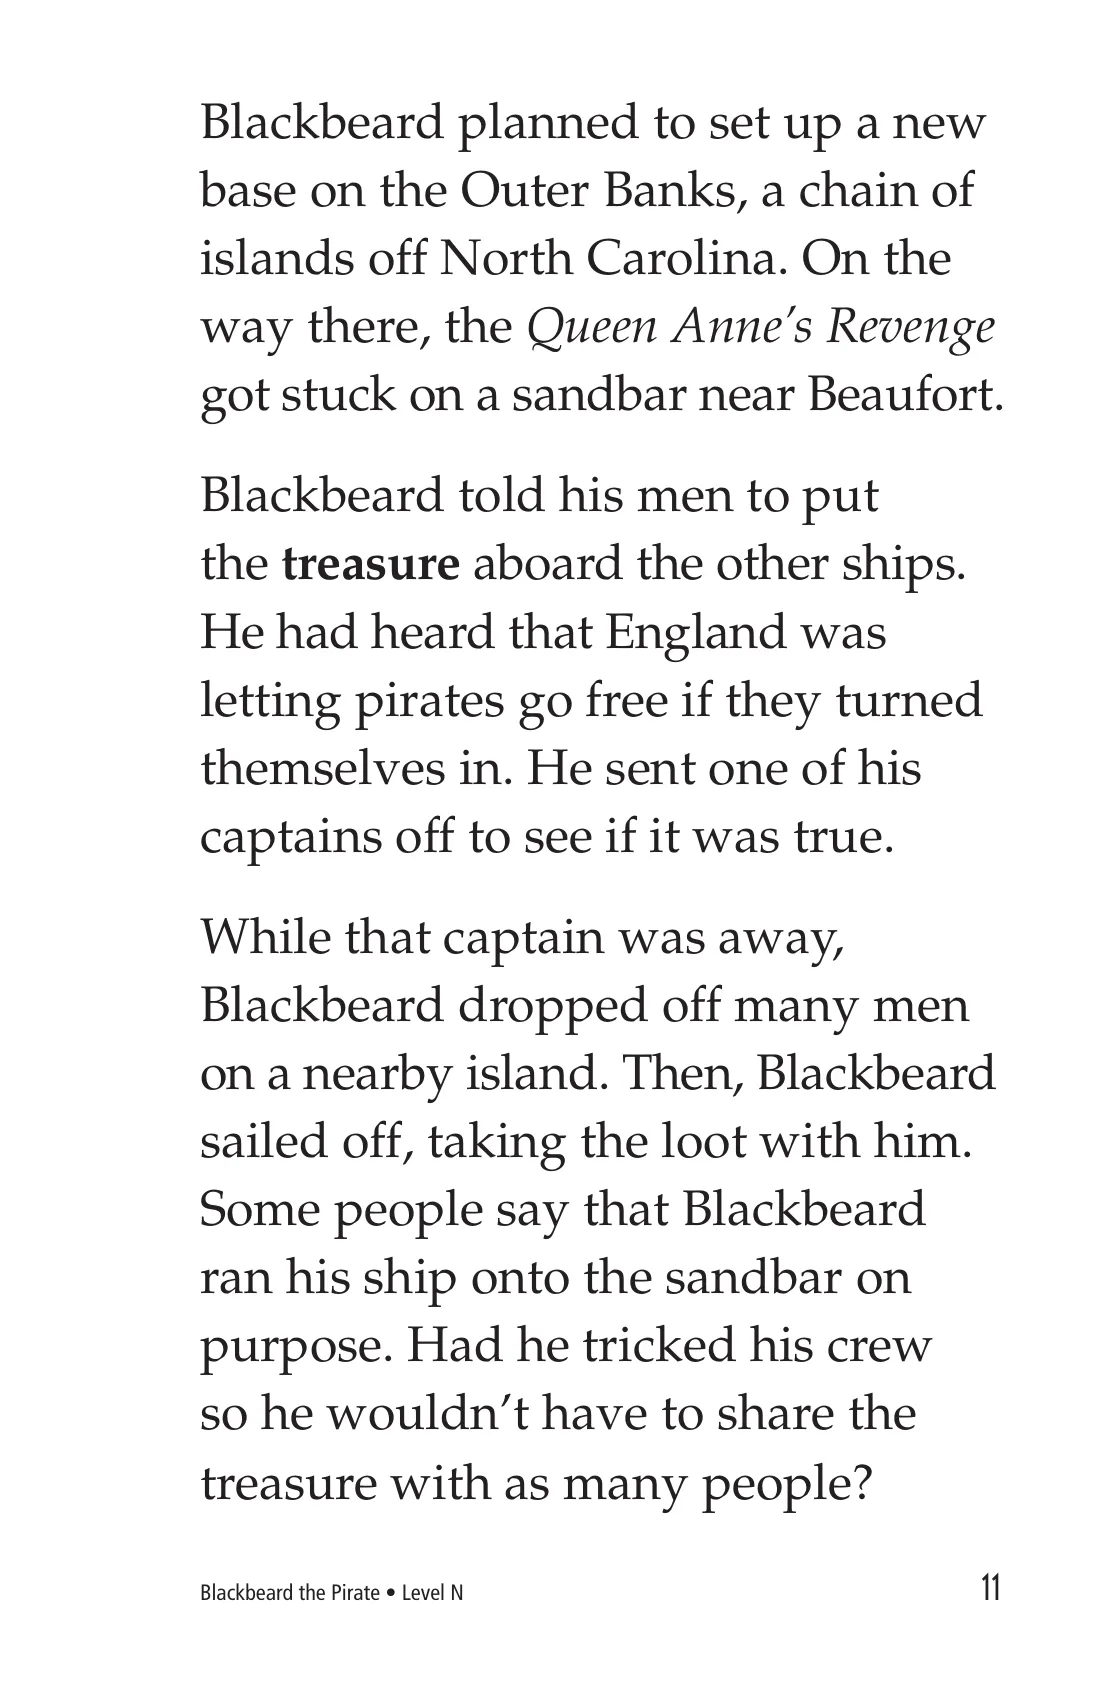 Blackbeard planned to set up a new
base on the Outer Banks, a chain of
islands off North Carolina. On the
way there, the Queen Anne’s Revenge
got stuck on a sandbar near Beaufort.
Blackbeard told his men to put
the treasure aboard the other ships.
He had heard that England was
letting pirates go free if they turned
themselves in. He sent one of his
captains off to see if it was true.
While that captain was away,
Blackbeard dropped off many men
on a nearby island. Then, Blackbeard
sailed off, taking the loot with him.
Some people say that Blackbeard
ran his ship onto the sandbar on
purpose. Had he tricked his crew
so he wouldn’t have to share the
treasure with as many people?
Blackbeard the Pirate • Level N 11